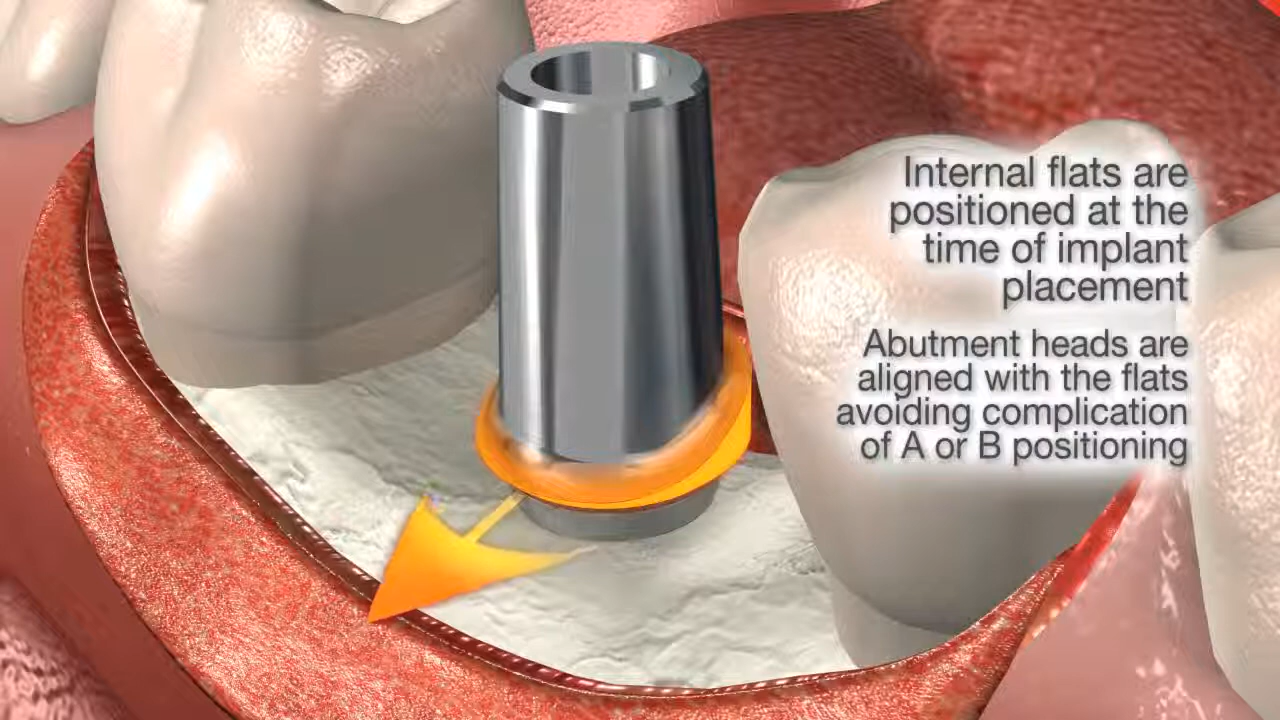 Internal flats are
positioned at the
time of implant
placement
Abutment heads are
aligned with the flats
avoiding complication
of A or B positioning